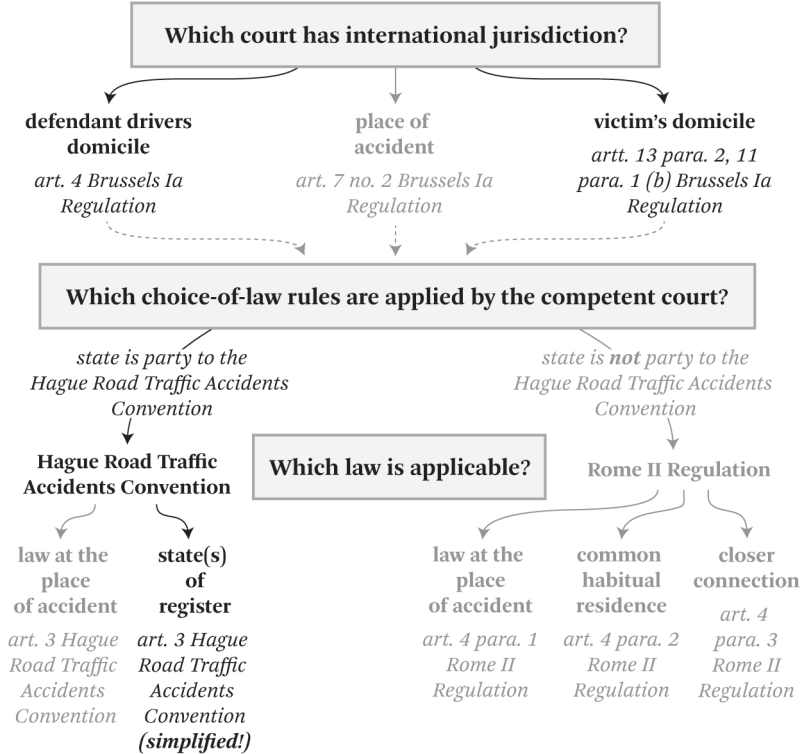 Which court has international jurisdiction?
defendant drivers
domicile
art. 4 Brussels Ia
Regulation
place of
accident
art. 7 no. 2 Brussels Ia
Regulation
victim's domicile
artt. 13 para. 2, 11
para. 1 (b) Brussels Ia
Regulation
Which choice-of-law rules are applied by the competent court?
state is party to the
Hague Road Traffic Accidents
Convention
state is not party to the
Hague Road Traffic Accidents
Convention
Hague Road Traffic
Accidents Convention
Which law is applicable?
Rome II Regulation
law at the
place
of accident
art. 3 Hague
Road Traffic
Accidents
Convention
state(s)
of
register
art. 3 Hague
Road Traffic
Accidents
Convention
(simplified!)
law at the
place
of accident
art. 4 para. 1
Rome II
Regulation
common
habitual
residence
art. 4 para. 2
Rome II
Regulation
closer
connection
art. 4
para. 3
Rome II
Regulation